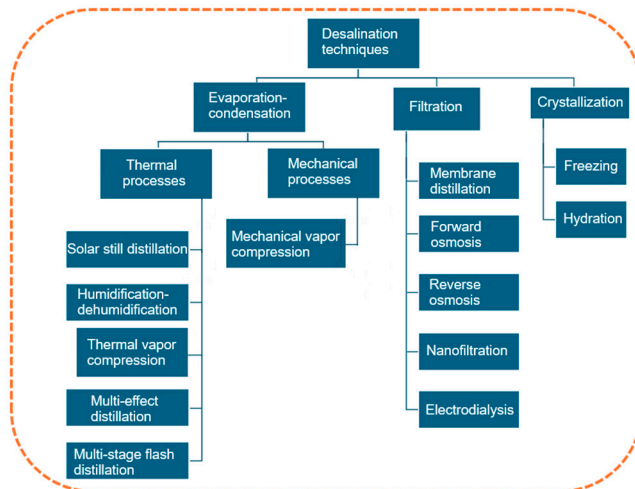 Desalination
techniques
Evaporation-
condensation
Filtration
Crystallization
Thermal
processes
Mechanical
processes
Membrane
distillation
Freezing
Solar still distillation
Mechanical vapor
compression
Forward
osmosis
Hydration
Humidification-
dehumidification
Reverse
osmosis
Thermal vapor
compression
Nanofiltration
Multi-effect
distillation
Electrodialysis
Multi-stage flash
distillation